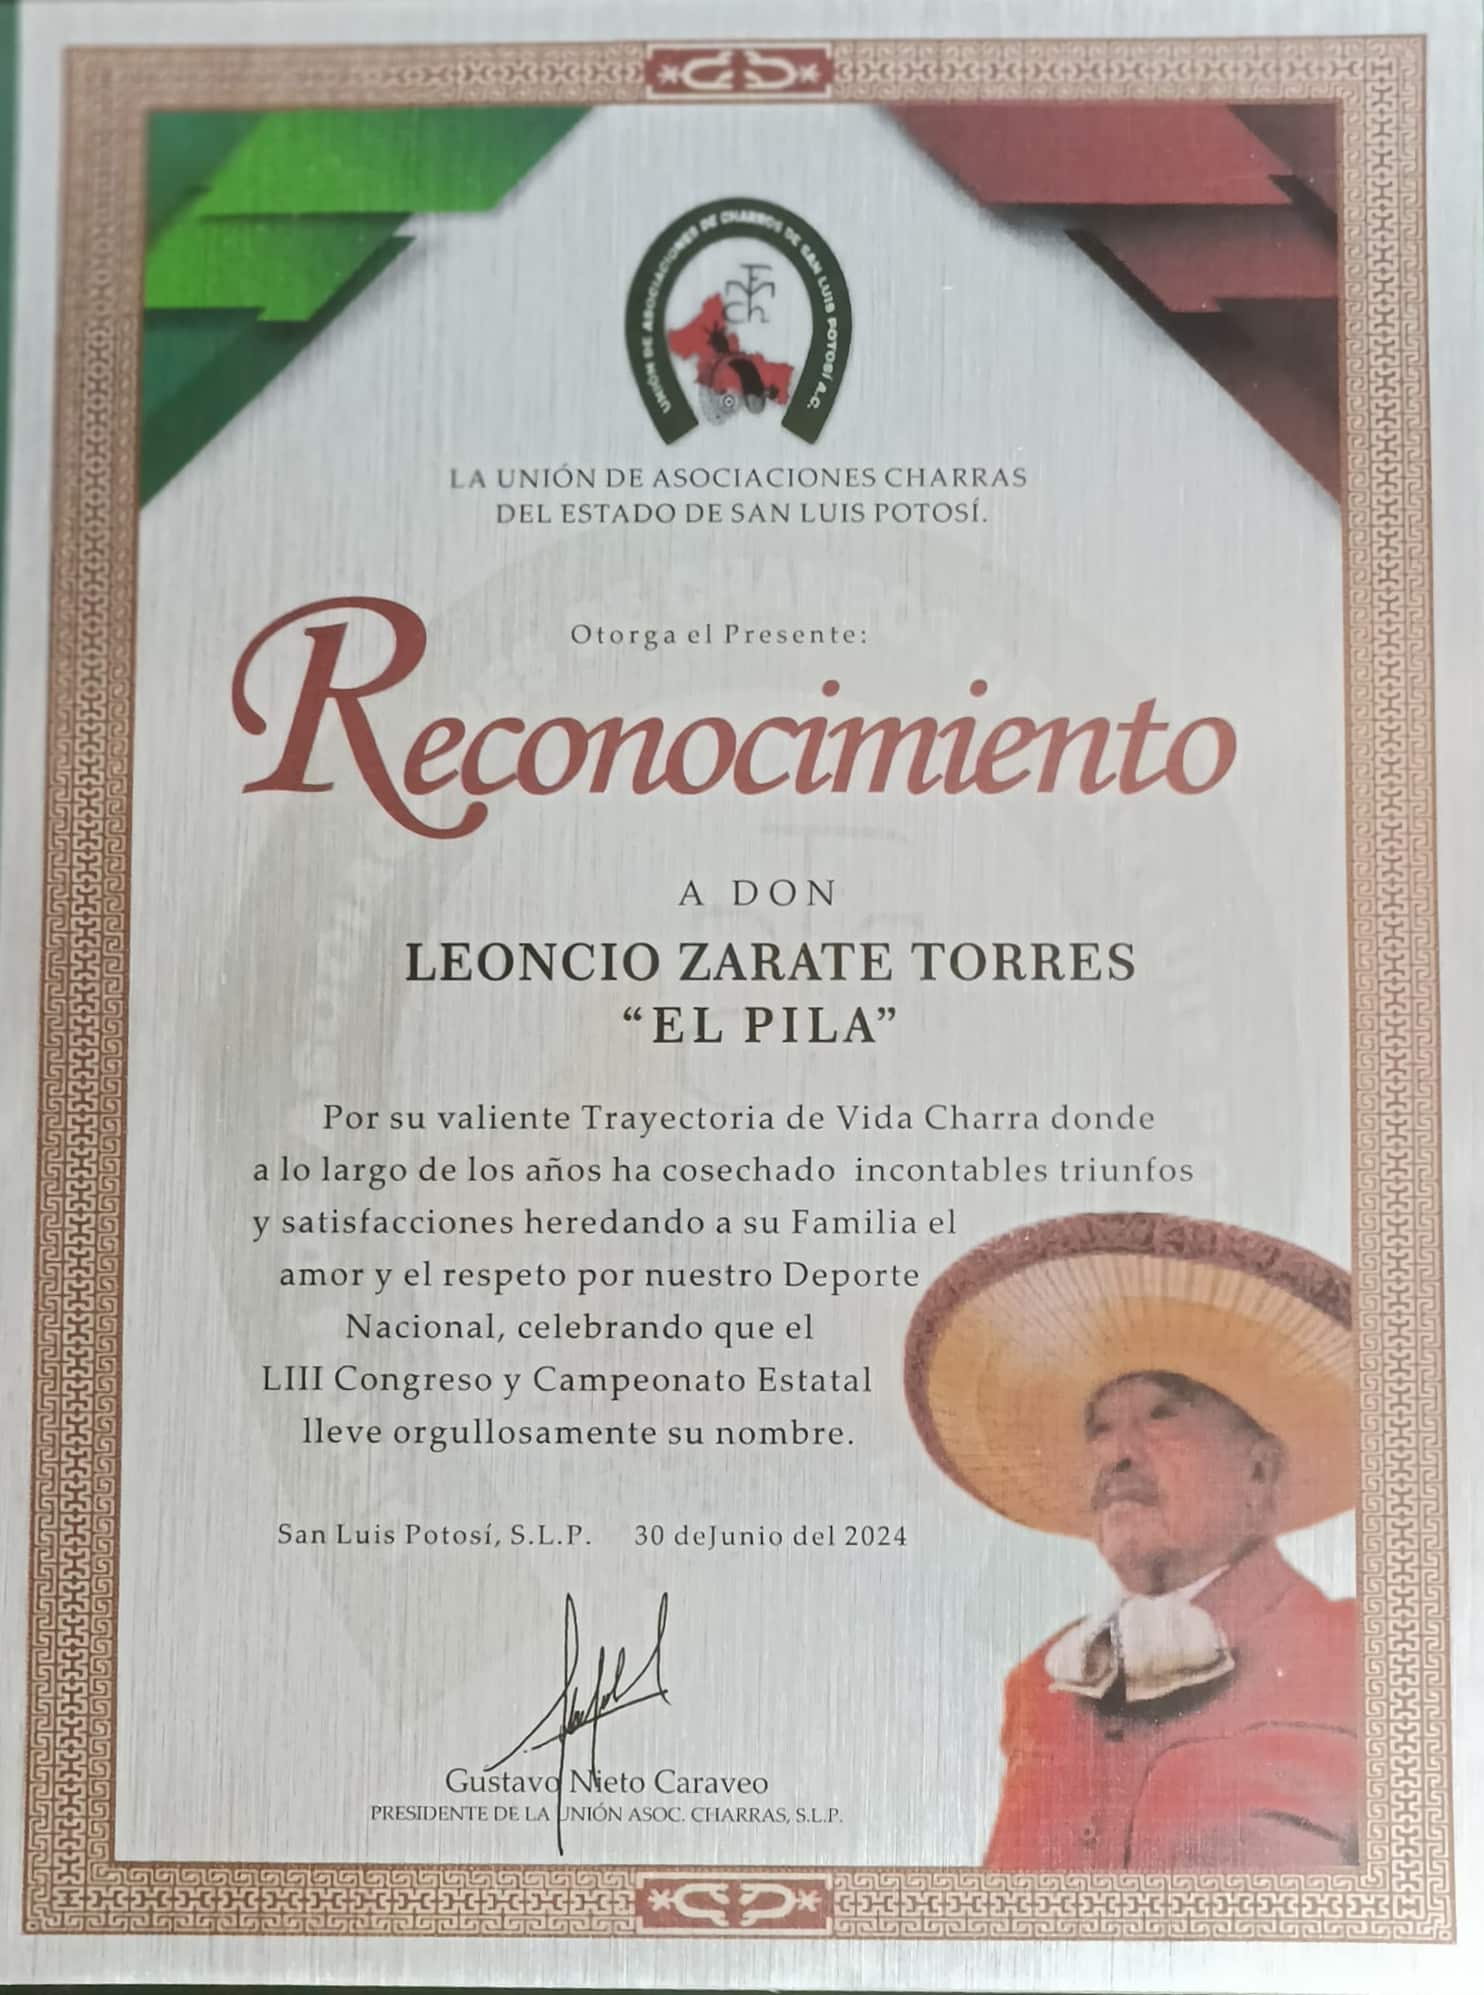 UNIÓN DE ASOCIACIONES DE CHARROS DE SAN LUIS POTOSÍ A.C.
LA UNIÓN DE ASOCIACIONES CHARRAS
DEL ESTADO DE SAN LUIS POTOSÍ.
Otorga el Presente:
Reconocimiento
A DON
LEONCIO ZARATE TORRES
“EL PILA”
Por su valiente Trayectoria de Vida Charra donde
a lo largo de los años ha cosechado incontables triunfos
y satisfacciones heredando a su Familia el
amor y el respeto por nuestro Deporte
Nacional, celebrando que el
LIII Congreso y Campeonato Estatal
lleve orgullosamente su nombre.
San Luis Potosí, S.L.P. 30 deJunio del 2024
Gustavo Nieto Caraveo
PRESIDENTE DE LA UNIÓN ASOC. CHARRAS, S.L.P.